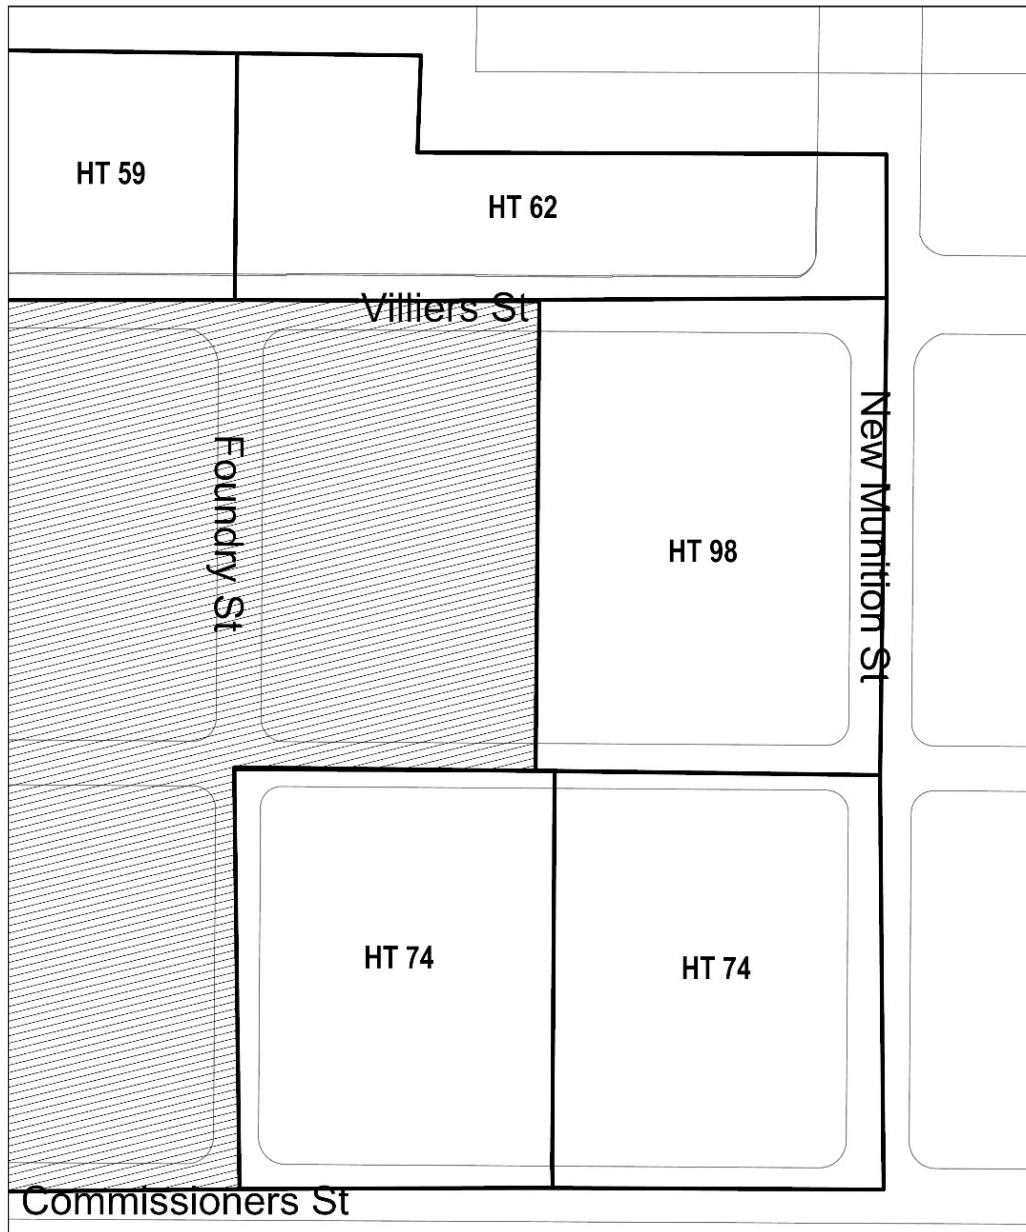 HT 59
HT 62
Villiers St
Foundry St
New Munition St
HT 98
HT 74
HT 74
Commissioners St